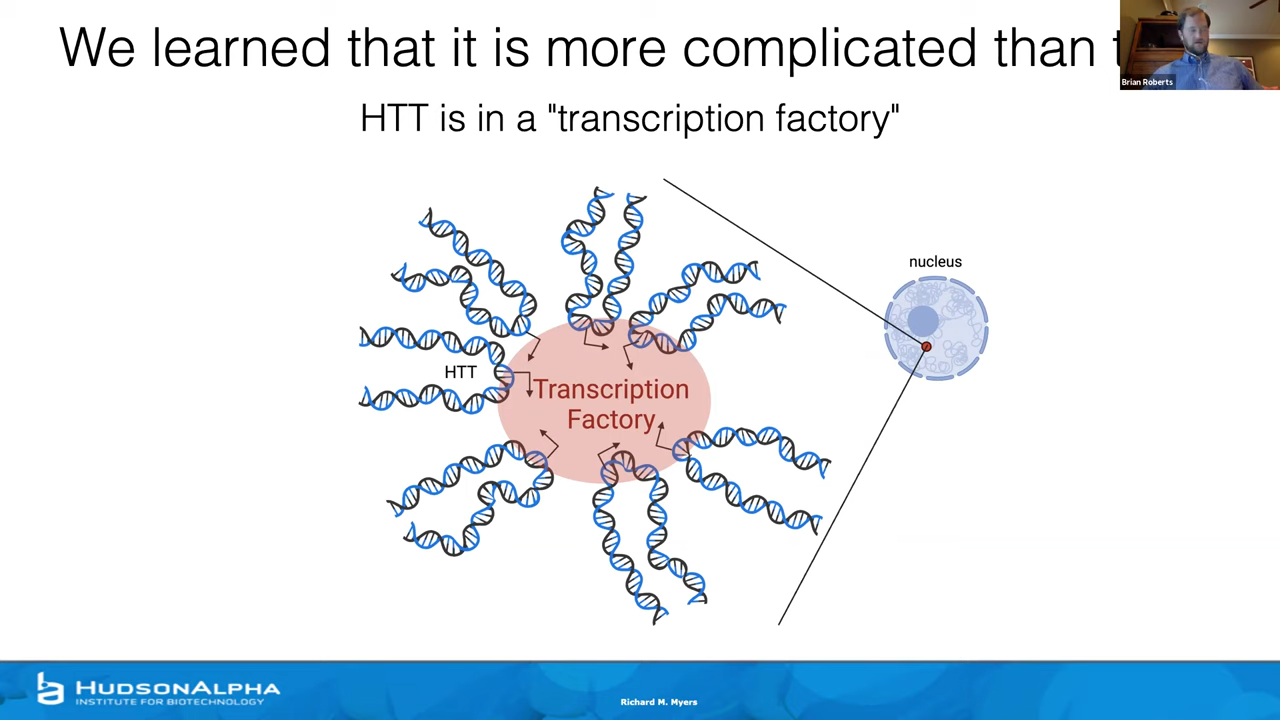 We learned that it is more complicated than
Brian Roberts
HTT is in a "transcription factory"
nucleus
HTT
Transcription
Factory
HUDSONALPHA
INSTITUTE FOR BIOTECHNOLOGY
Richard M. Myers